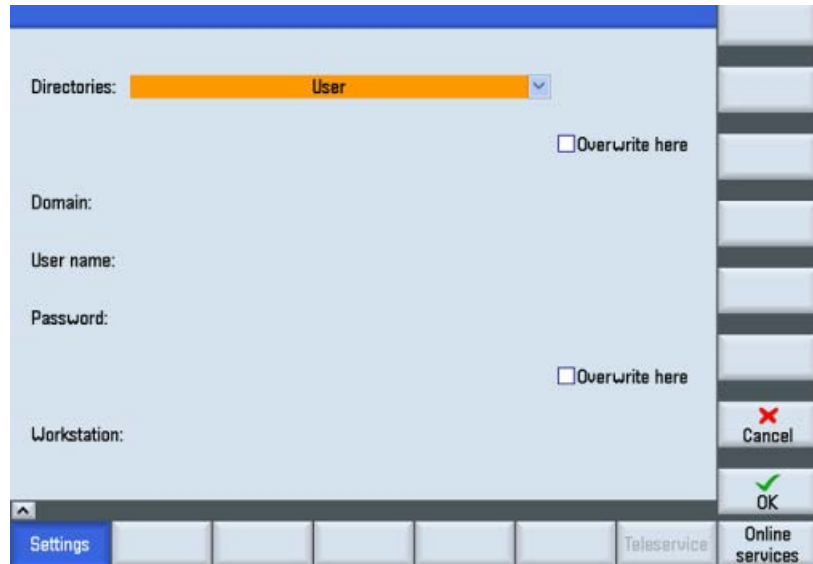 Directories: User
Overwrite here
Domain:
User name:
Password:
Overwrite here
Workstation:
Cancel
OK
Settings
Teleservice
Online
services